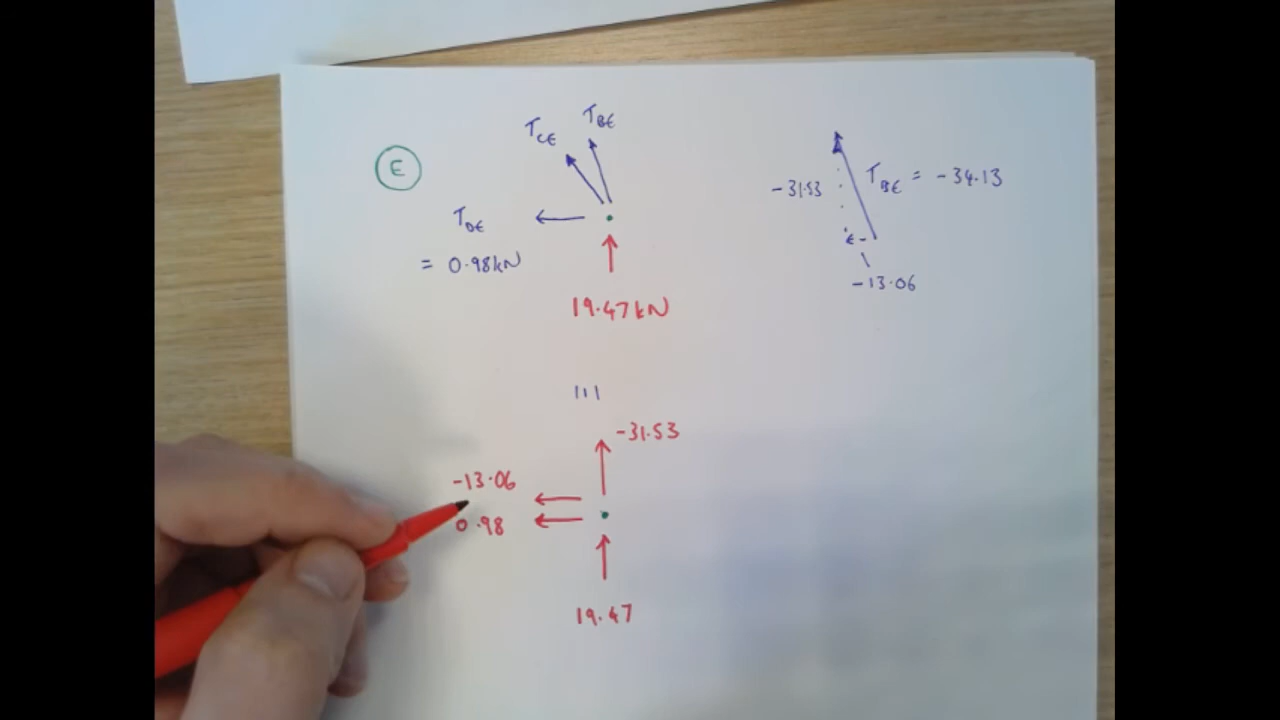 E
T_CE
T_BE
T_DE
= 0.98kN
19.47kN
-31.53
T_BE = -34.13
-13.06
-31.53
-13.06
0.98
19.47